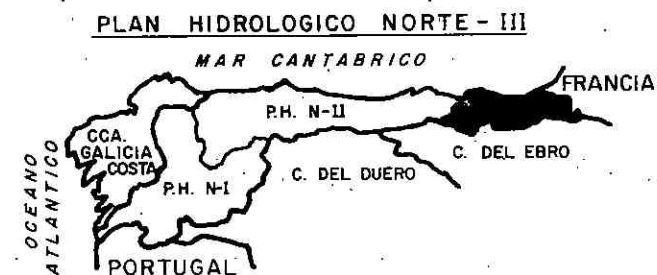 PLAN HIDROLOGICO NORTE - III
MAR CANTABRICO
FRANCIA
P.H. N-II
CCA.
GALICIA
COSTA
C. DEL EBRO
P.H. N-I
C. DEL DUERO
OCEANO
ATLANTICO
PORTUGAL